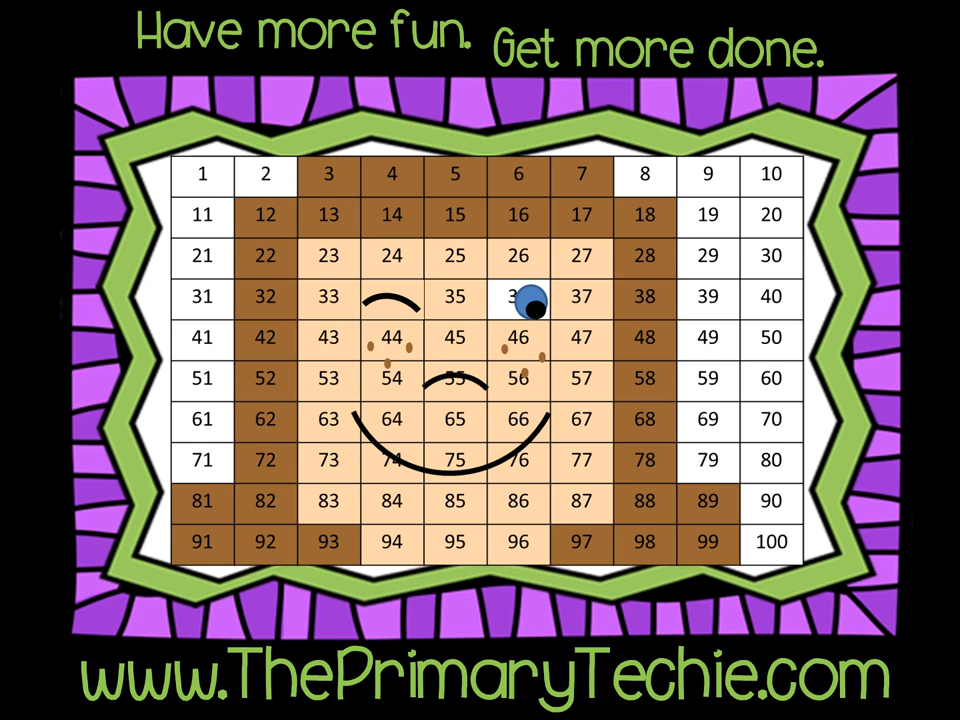 Have more fun.
Get more done.
1 2 3 4 5 6 7 8 9 10
11 12 13 14 15 16 17 18 19 20
21 22 23 24 25 26 27 28 29 30
31 32 33 35 37 38 39 40
41 42 43 44 45 46 47 48 49 50
51 52 53 54 55 56 57 58 59 60
61 62 63 64 65 66 67 68 69 70
71 72 73 74 75 76 77 78 79 80
81 82 83 84 85 86 87 88 89 90
91 92 93 94 95 96 97 98 99 100
www.ThePrimaryTechie.com